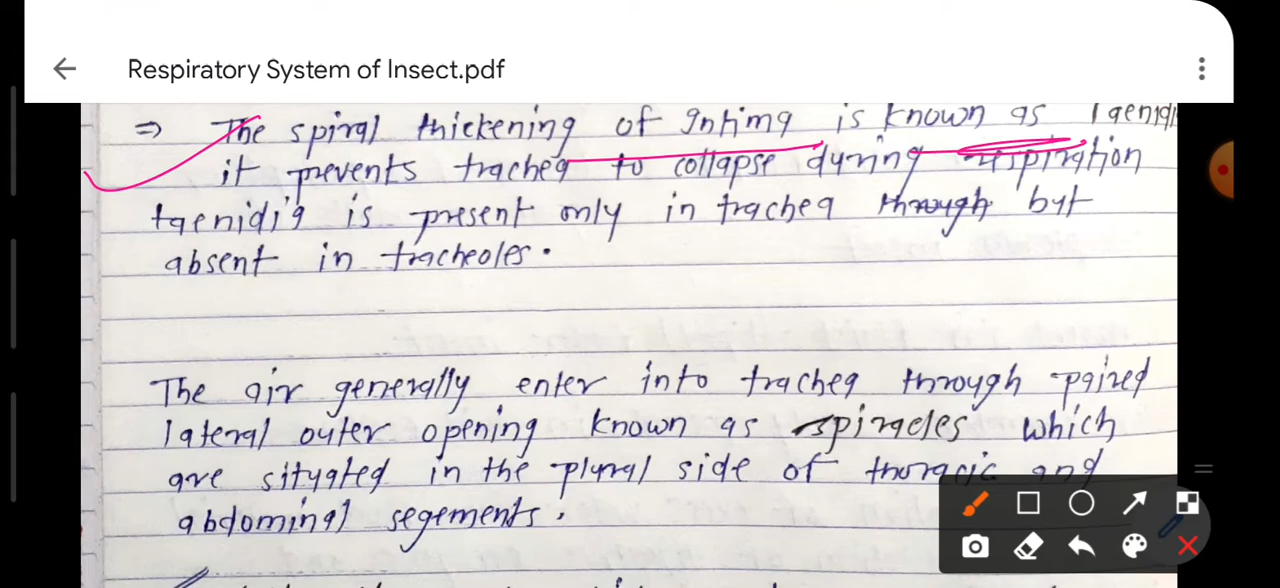 Respiratory System of Insect.pdf
⇒ The spiral thickening of Intima is known as
it prevents trachea to collapse during respiration
taenidia is present only in trachea through but
absent in tracheoles.
The air generally enter into trachea through paired
lateral outer opening known as spiracles which
are situated in the plural side of thoracic and
abdominal segements.